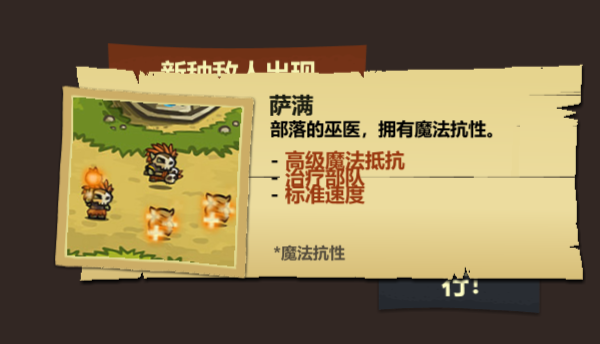 新种敌人出现
萨满
部落的巫医，拥有魔法抗性。
- 高级魔法抵抗
- 治疗部队
- 标准速度
*魔法抗性
行!